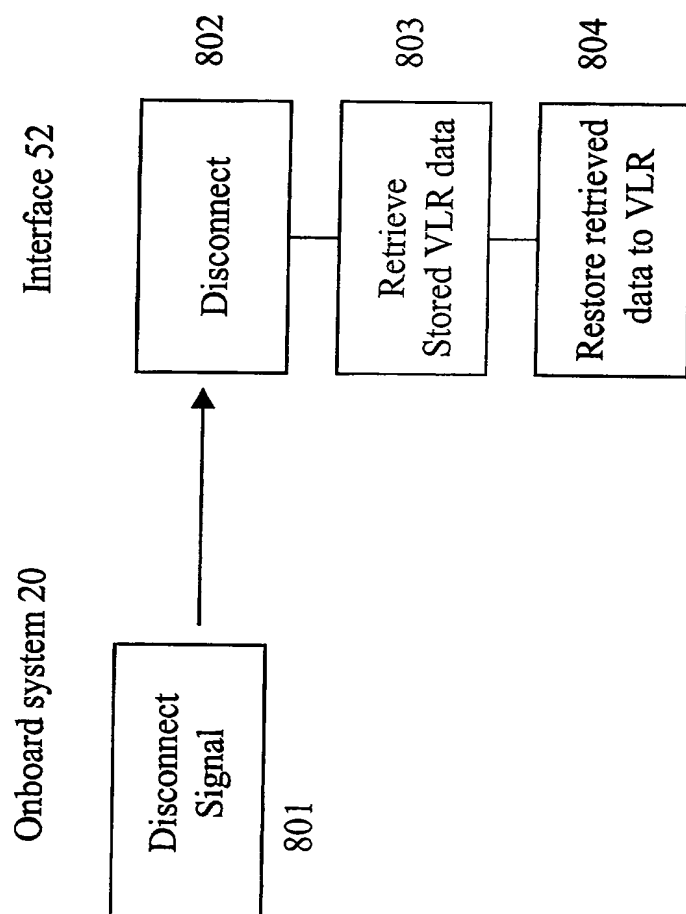 Onboard system 20
Interface 52
Disconnect
Signal
801
Disconnect
802
Retrieve
Stored VLR data
803
Restore retrieved
data to VLR
804